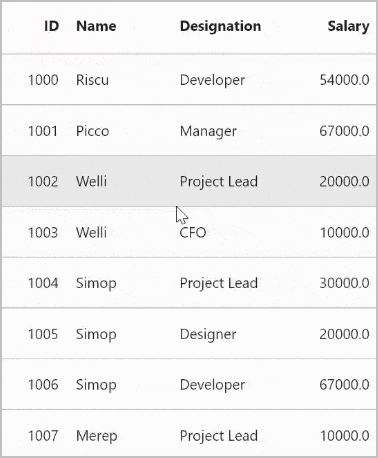 ID Name Designation Salary
1000 Riscu Developer 54000.0
1001 Picco Manager 67000.0
1002 Welli Project Lead 20000.0
1003 Welli CFO 10000.0
1004 Simop Project Lead 30000.0
1005 Simop Designer 20000.0
1006 Simop Developer 67000.0
1007 Merep Project Lead 10000.0